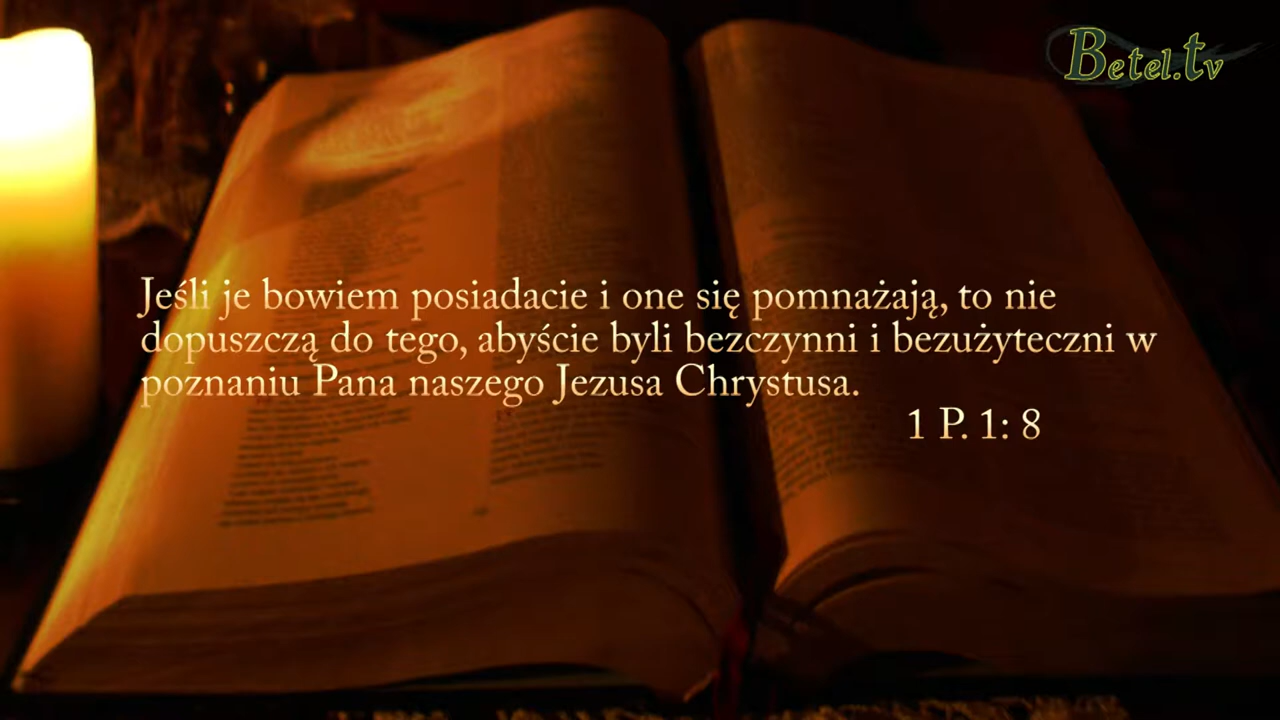 Betel.tv
Jeśli je bowiem posiadacie i one się pomnażają, to nie
dopuszczą do tego, abyście byli bezczynni i bezużyteczni w
poznaniu Pana naszego Jezusa Chrystusa.
1 P. 1: 8